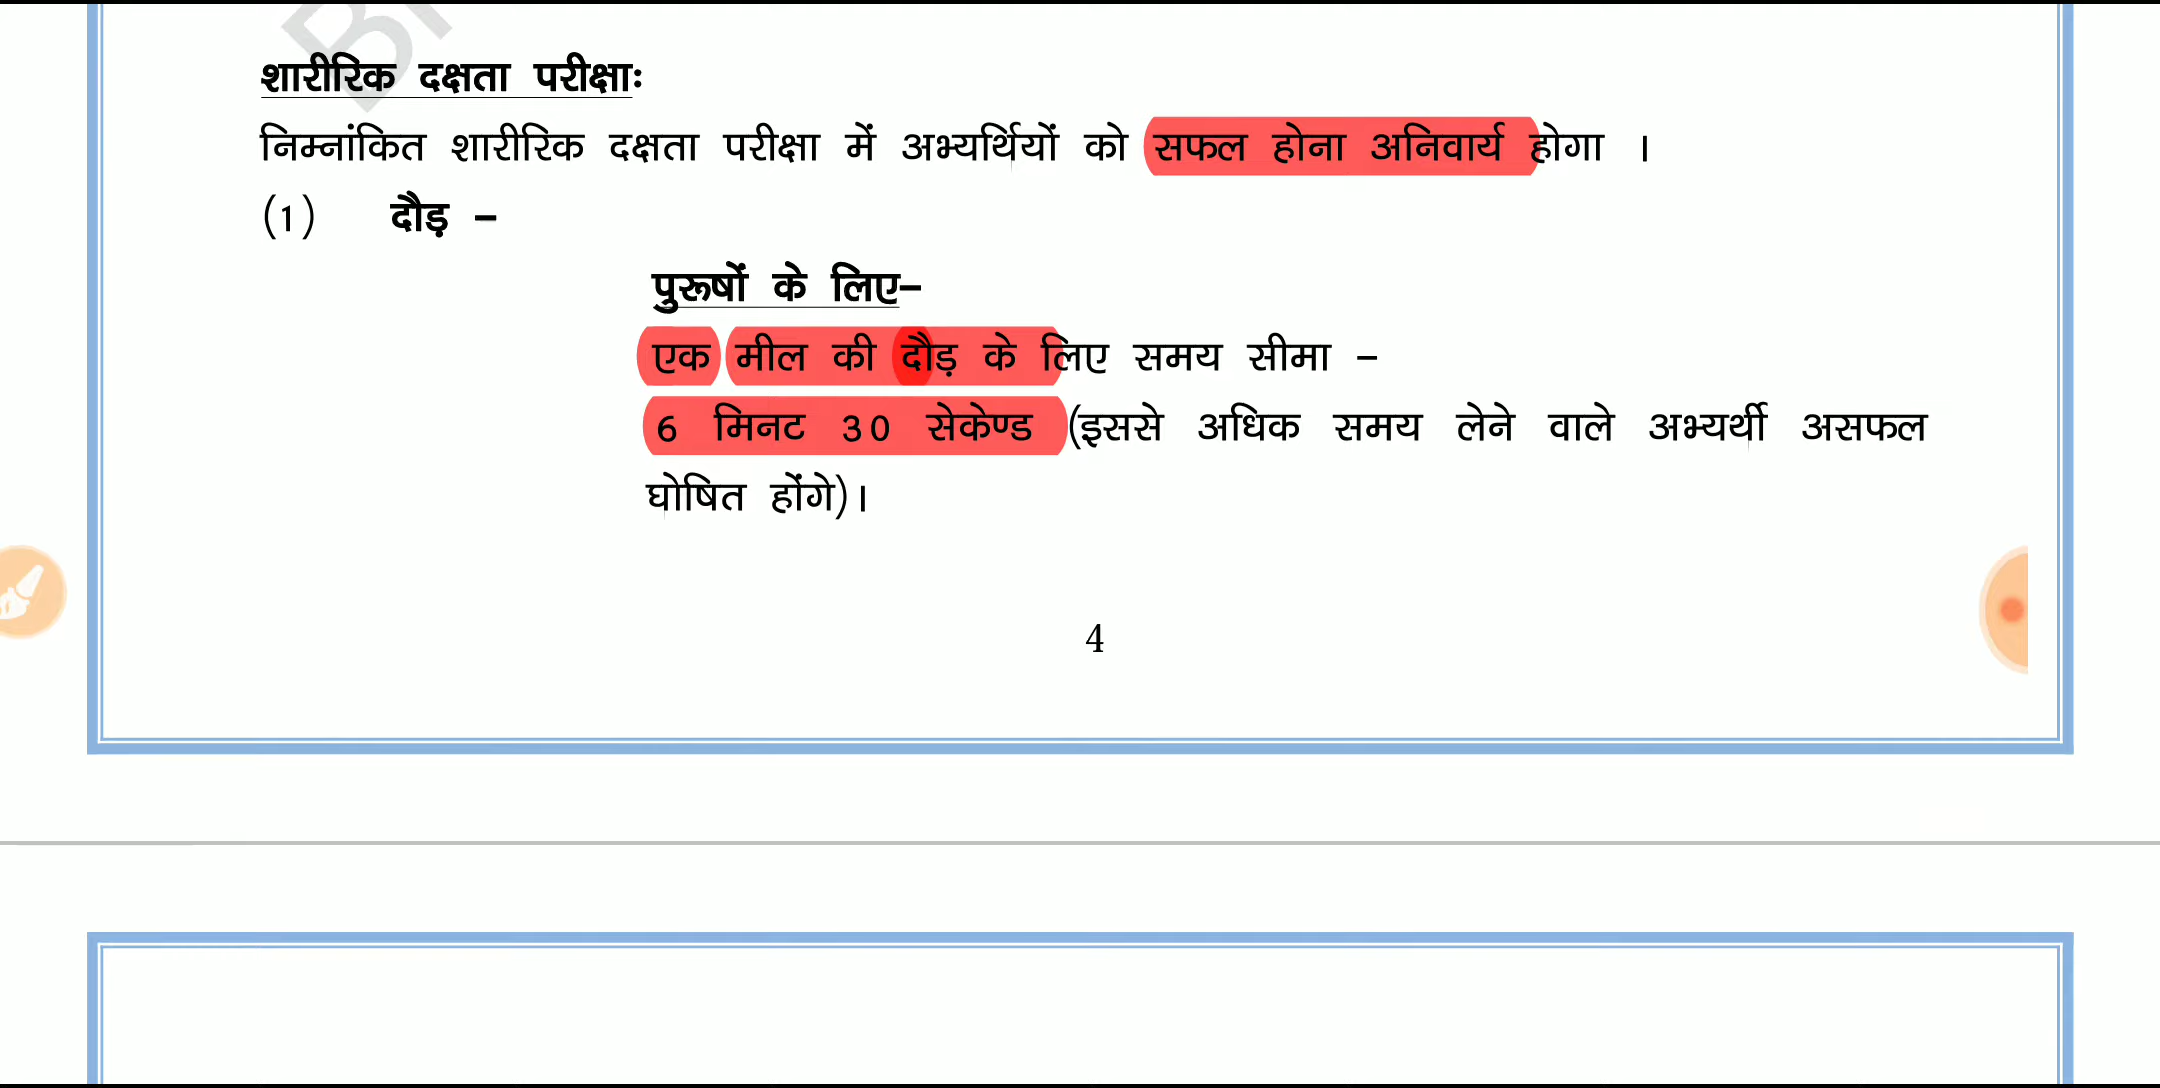 शारीरिक दक्षता परीक्षाः
निम्नांकित शारीरिक दक्षता परीक्षा में अभ्यर्थियों को सफल होना अनिवार्य होगा ।
(1) दौड़ –
पुरूषों के लिए–
एक मील की दौड़ के लिए समय सीमा –
6 मिनट 30 सेकेण्ड (इससे अधिक समय लेने वाले अभ्यर्थी असफल
घोषित होंगे)।
4